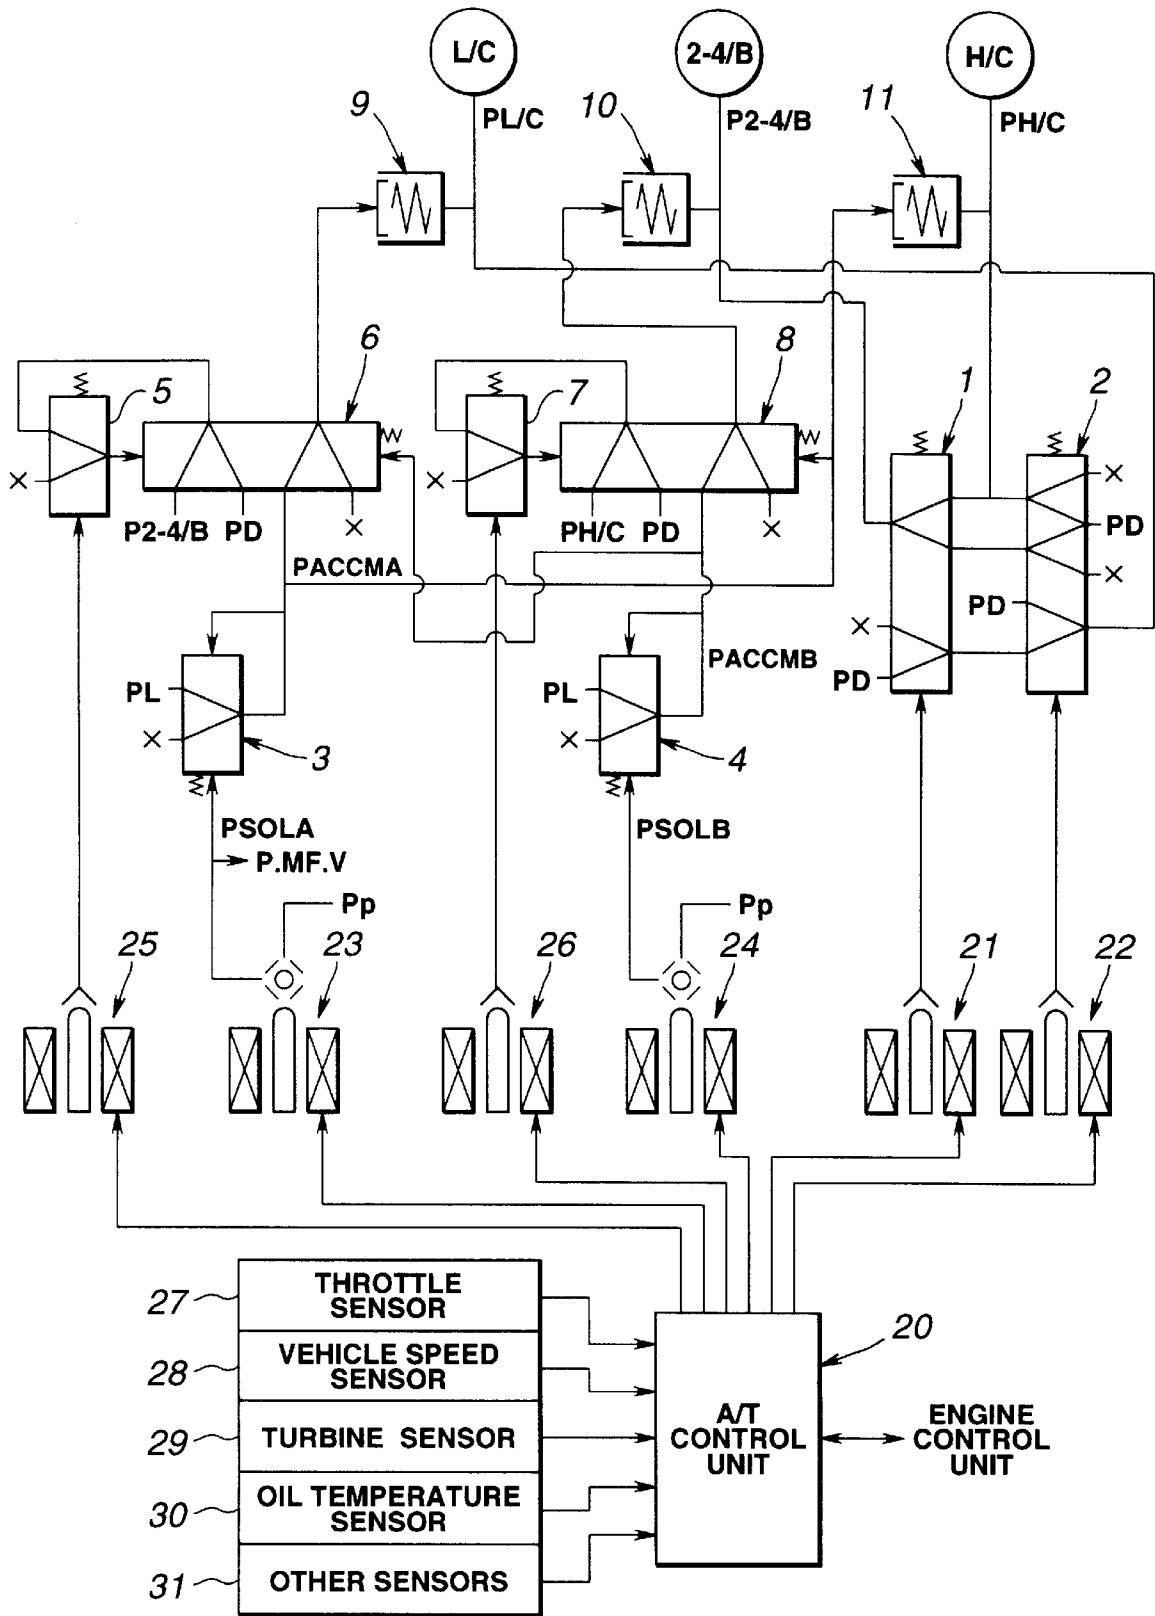 L/C
2-4/B
H/C
9
PL/C
10
P2-4/B
11
PH/C
5
6
7
8
1
2
P2-4/B PD
PH/C PD
PD
PACCMA
PD
PL
PACCMB
PL
PD
3
4
PSOLA
PSOLB
P.MF.V
Pp
Pp
25
23
26
24
21
22
27
THROTTLE
SENSOR
28
VEHICLE SPEED
SENSOR
20
29
TURBINE SENSOR
A/T
CONTROL
UNIT
ENGINE
CONTROL
UNIT
30
OIL TEMPERATURE
SENSOR
31
OTHER SENSORS